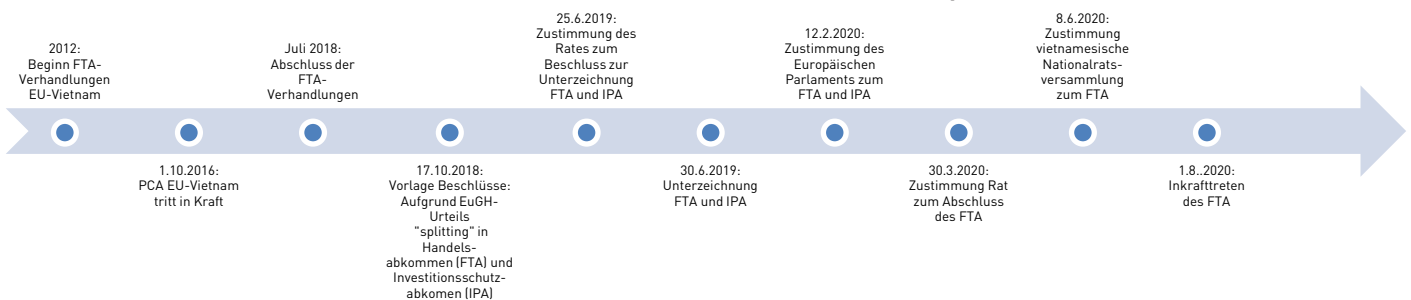 2012:
Beginn FTA-
Verhandlungen
EU-Vietnam
1.10.2016:
PCA EU-Vietnam
tritt in Kraft
Juli 2018:
Abschluss der
FTA-
Verhandlungen
17.10.2018:
Vorlage Beschlüsse:
Aufgrund EuGH-
Urteils
"splitting" in
Handels-
abkommen (FTA) und
Investitionsschutz-
abkomen (IPA)
25.6.2019:
Zustimmung des
Rates zum
Beschluss zur
Unterzeichnung
FTA und IPA
30.6.2019:
Unterzeichnung
FTA und IPA
12.2.2020:
Zustimmung des
Europäischen
Parlaments zum
FTA und IPA
30.3.2020:
Zustimmung Rat
zum Abschluss
des FTA
8.6.2020:
Zustimmung
vietnamesische
Nationalrats-
versammlung
zum FTA
1.8..2020:
Inkrafttreten
des FTA